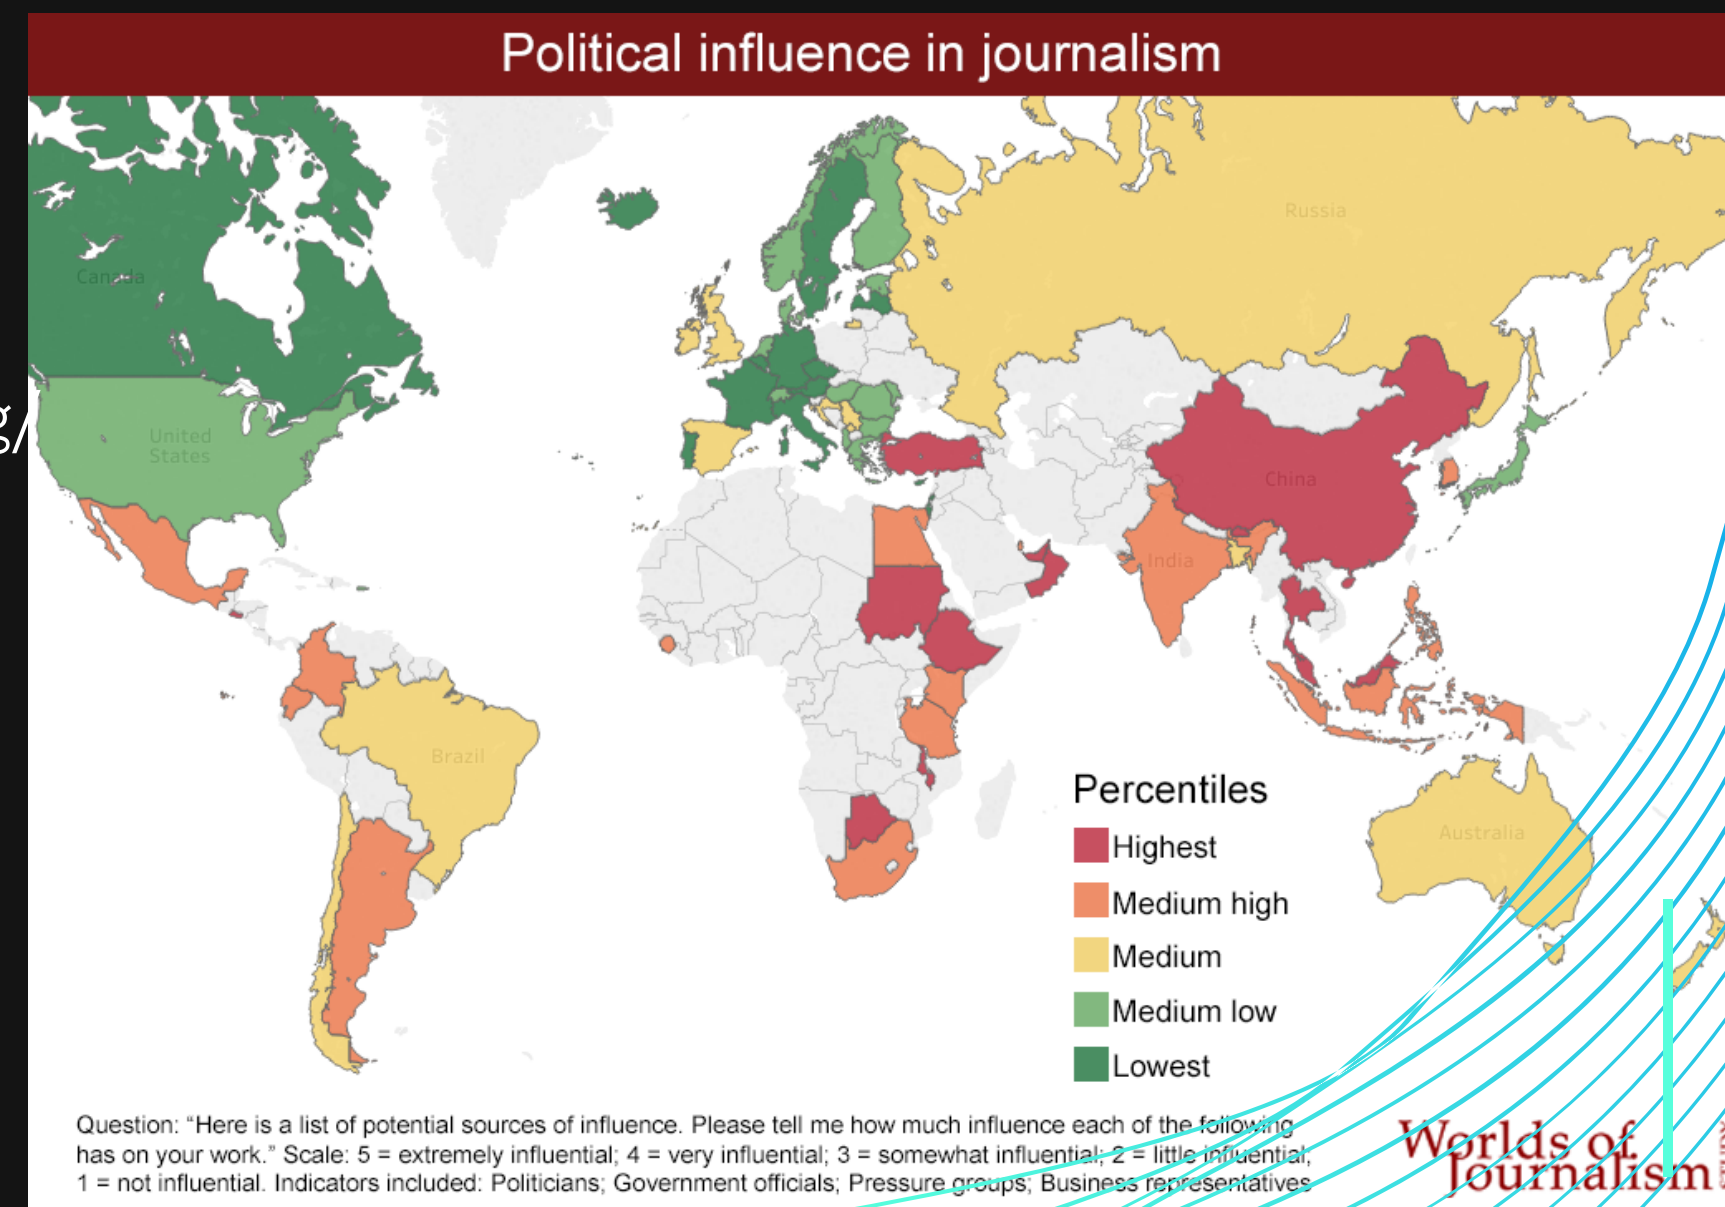 Political influence in journalism
g/
Canada
United
States
Russia
China
India
Brazil
Australia
Percentiles
Highest
Medium high
Medium
Medium low
Lowest
Question: “Here is a list of potential sources of influence. Please tell me how much influence each of the following
has on your work.” Scale: 5 = extremely influential; 4 = very influential; 3 = somewhat influential; 2 = little influential;
1 = not influential. Indicators included: Politicians; Government officials; Pressure groups; Business representatives
Worlds of
Journalism